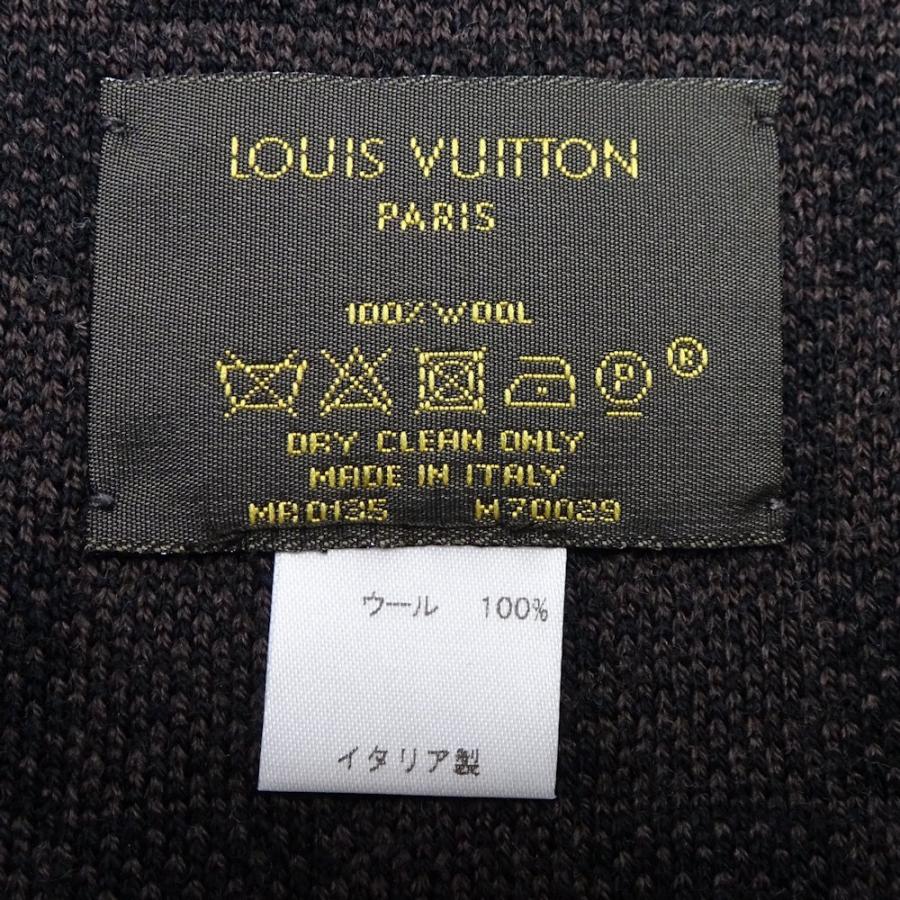 LOUIS VUITTON
PARIS
100% WOOL
P ®
DRY CLEAN ONLY
MADE IN ITALY
MR0135 M70029
ウール 100%
イタリア製